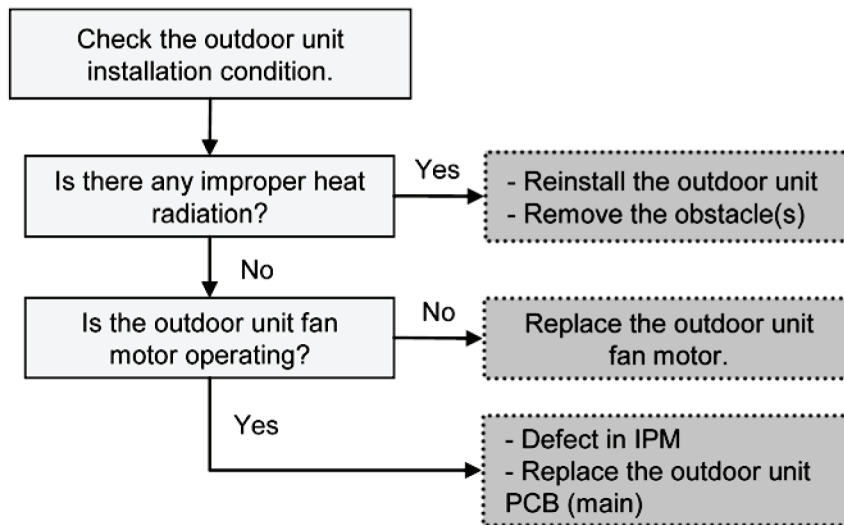 Check the outdoor unit
installation condition.
Is there any improper heat
radiation?
Yes
- Reinstall the outdoor unit
- Remove the obstacle(s)
No
Is the outdoor unit fan
motor operating?
No
Replace the outdoor unit
fan motor.
Yes
- Defect in IPM
- Replace the outdoor unit
PCB (main)